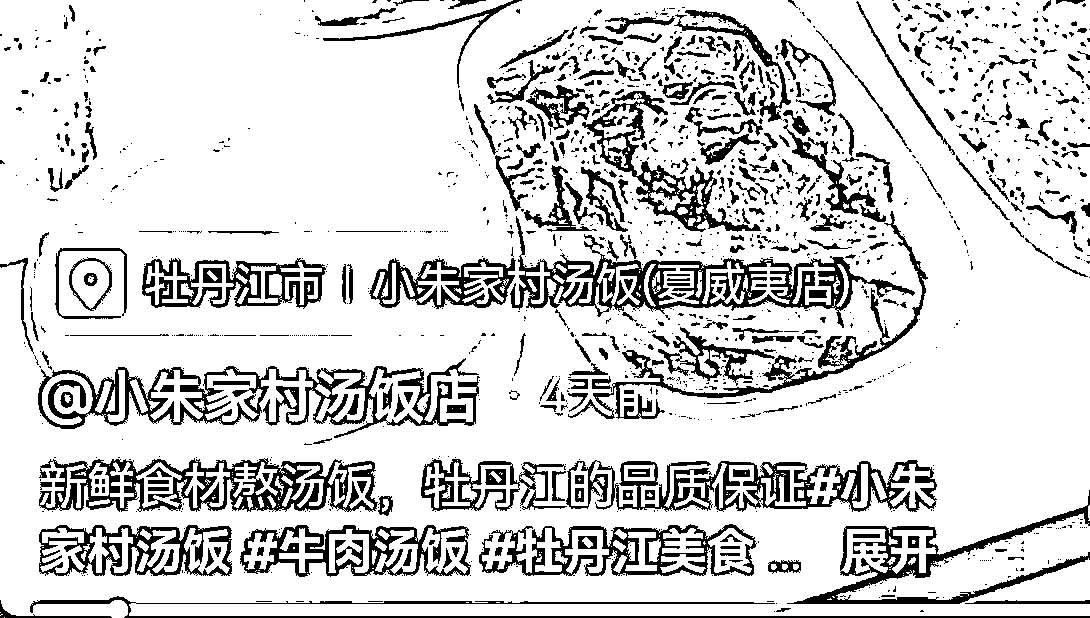 牡丹江市 | 小朱家村汤饭(夏威夷店)
@小朱家村汤饭店 · 4天前
新鲜食材熬汤饭，牡丹江的品质保证#小朱
家村汤饭 #牛肉汤饭 #牡丹江美食 ... 展开